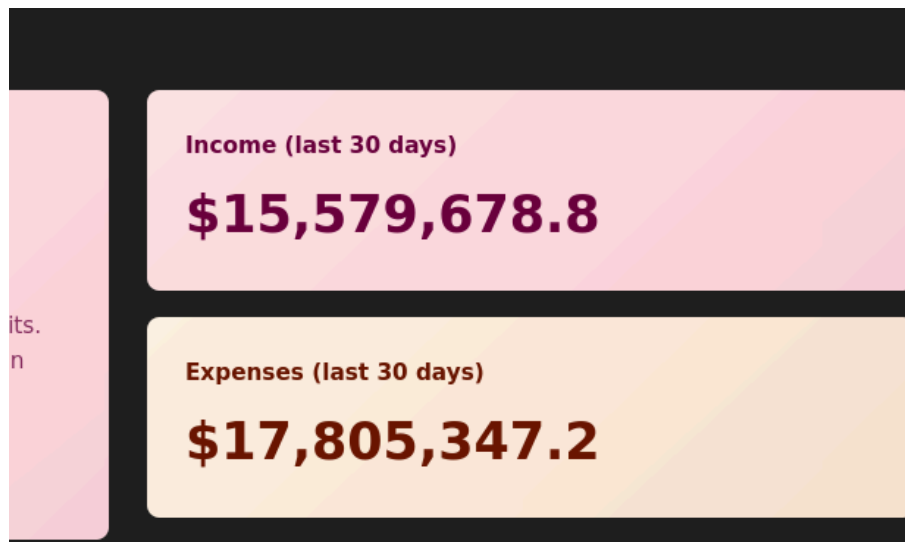 Income (last 30 days)
$15,579,678.8
its.
n
Expenses (last 30 days)
$17,805,347.2